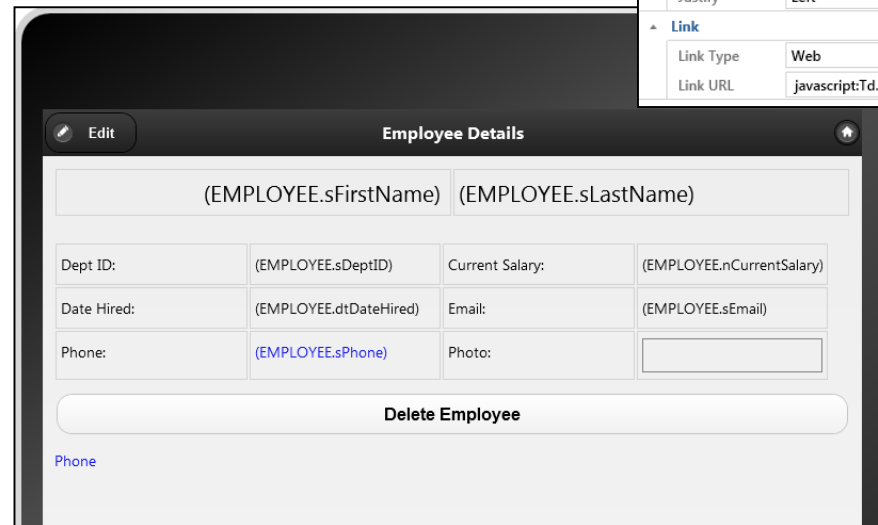 Link
Link Type Web
Link URL javascript:Td.
Edit Employee Details
(EMPLOYEE.sFirstName) (EMPLOYEE.sLastName)
Dept ID: (EMPLOYEE.sDeptID) Current Salary: (EMPLOYEE.nCurrentSalary)
Date Hired: (EMPLOYEE.dtDateHired) Email: (EMPLOYEE.sEmail)
Phone: (EMPLOYEE.sPhone) Photo:
Delete Employee
Phone